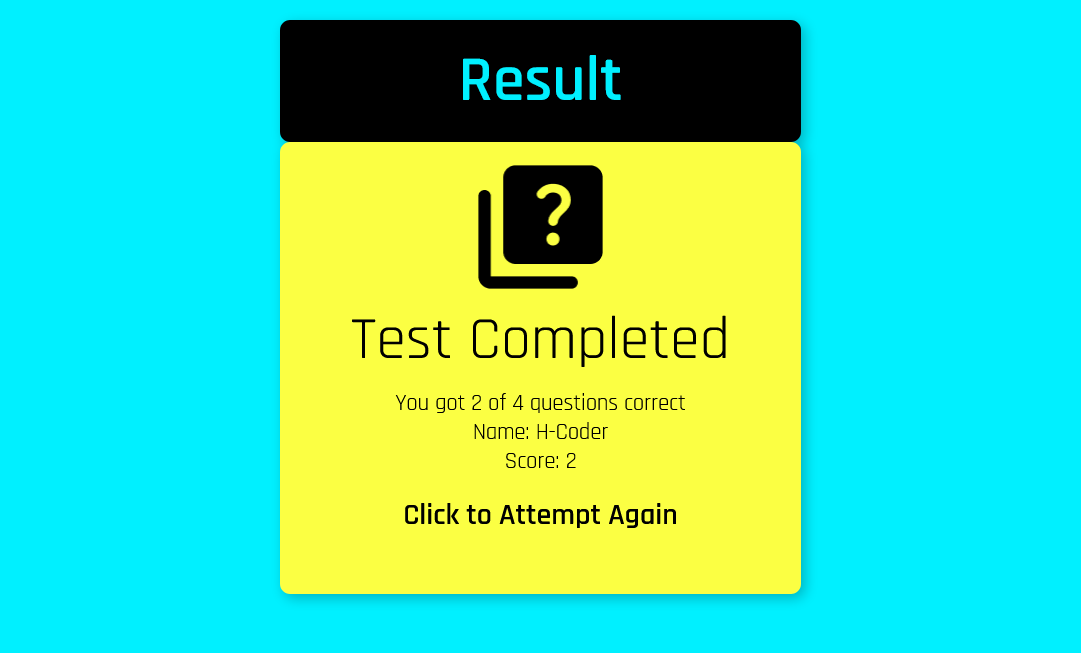 Result
?
Test Completed
You got 2 of 4 questions correct
Name: H-Coder
Score: 2
Click to Attempt Again